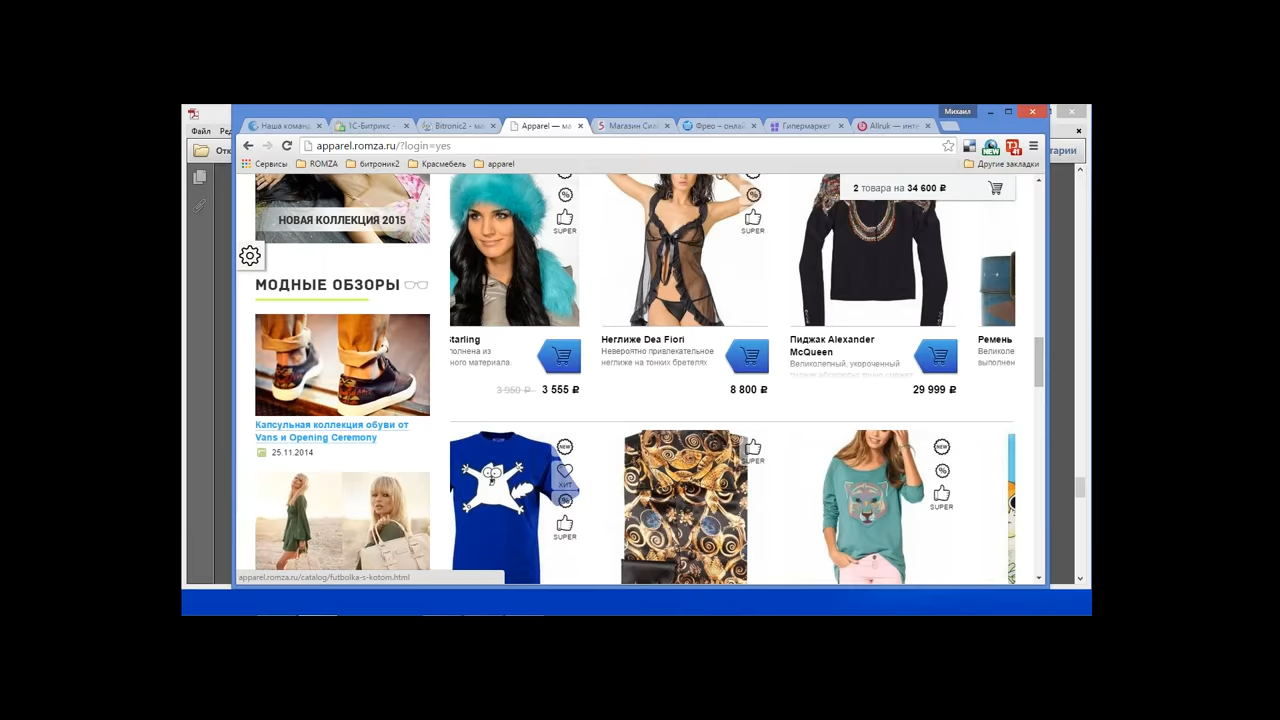 Михаил
Наша команд
1С-Битрикс -
Bitronic2 - ма
Apparel — ма
Магазин Сил
Фрео – онлай
Гипермаркет
Allruk — инте
Файл
Ред
apparel.romza.ru/?login=yes
Отк
тарии
Сервисы
ROMZA
битроник2
Красмебель
apparel
Другие закладки
2 товара на 34 600 ₽
НОВАЯ КОЛЛЕКЦИЯ 2015
SUPER
SUPER
МОДНЫЕ ОБЗОРЫ
Starling
полнена из
ного материала.
3 950 ₽
3 555 ₽
Неглиже Dea Fiori
Невероятно привлекательное
неглиже на тонких бретелях
8 800 ₽
Пиджак Alexander
McQueen
Великолепный, укороченный
29 999 ₽
Ремень
Великоле
выполнен
Капсульная коллекция обуви от
Vans и Opening Ceremony
25.11.2014
NEW
ХИТ
%
SUPER
SUPER
NEW
%
SUPER
apparel.romza.ru/catalog/futbolka-s-kotom.html